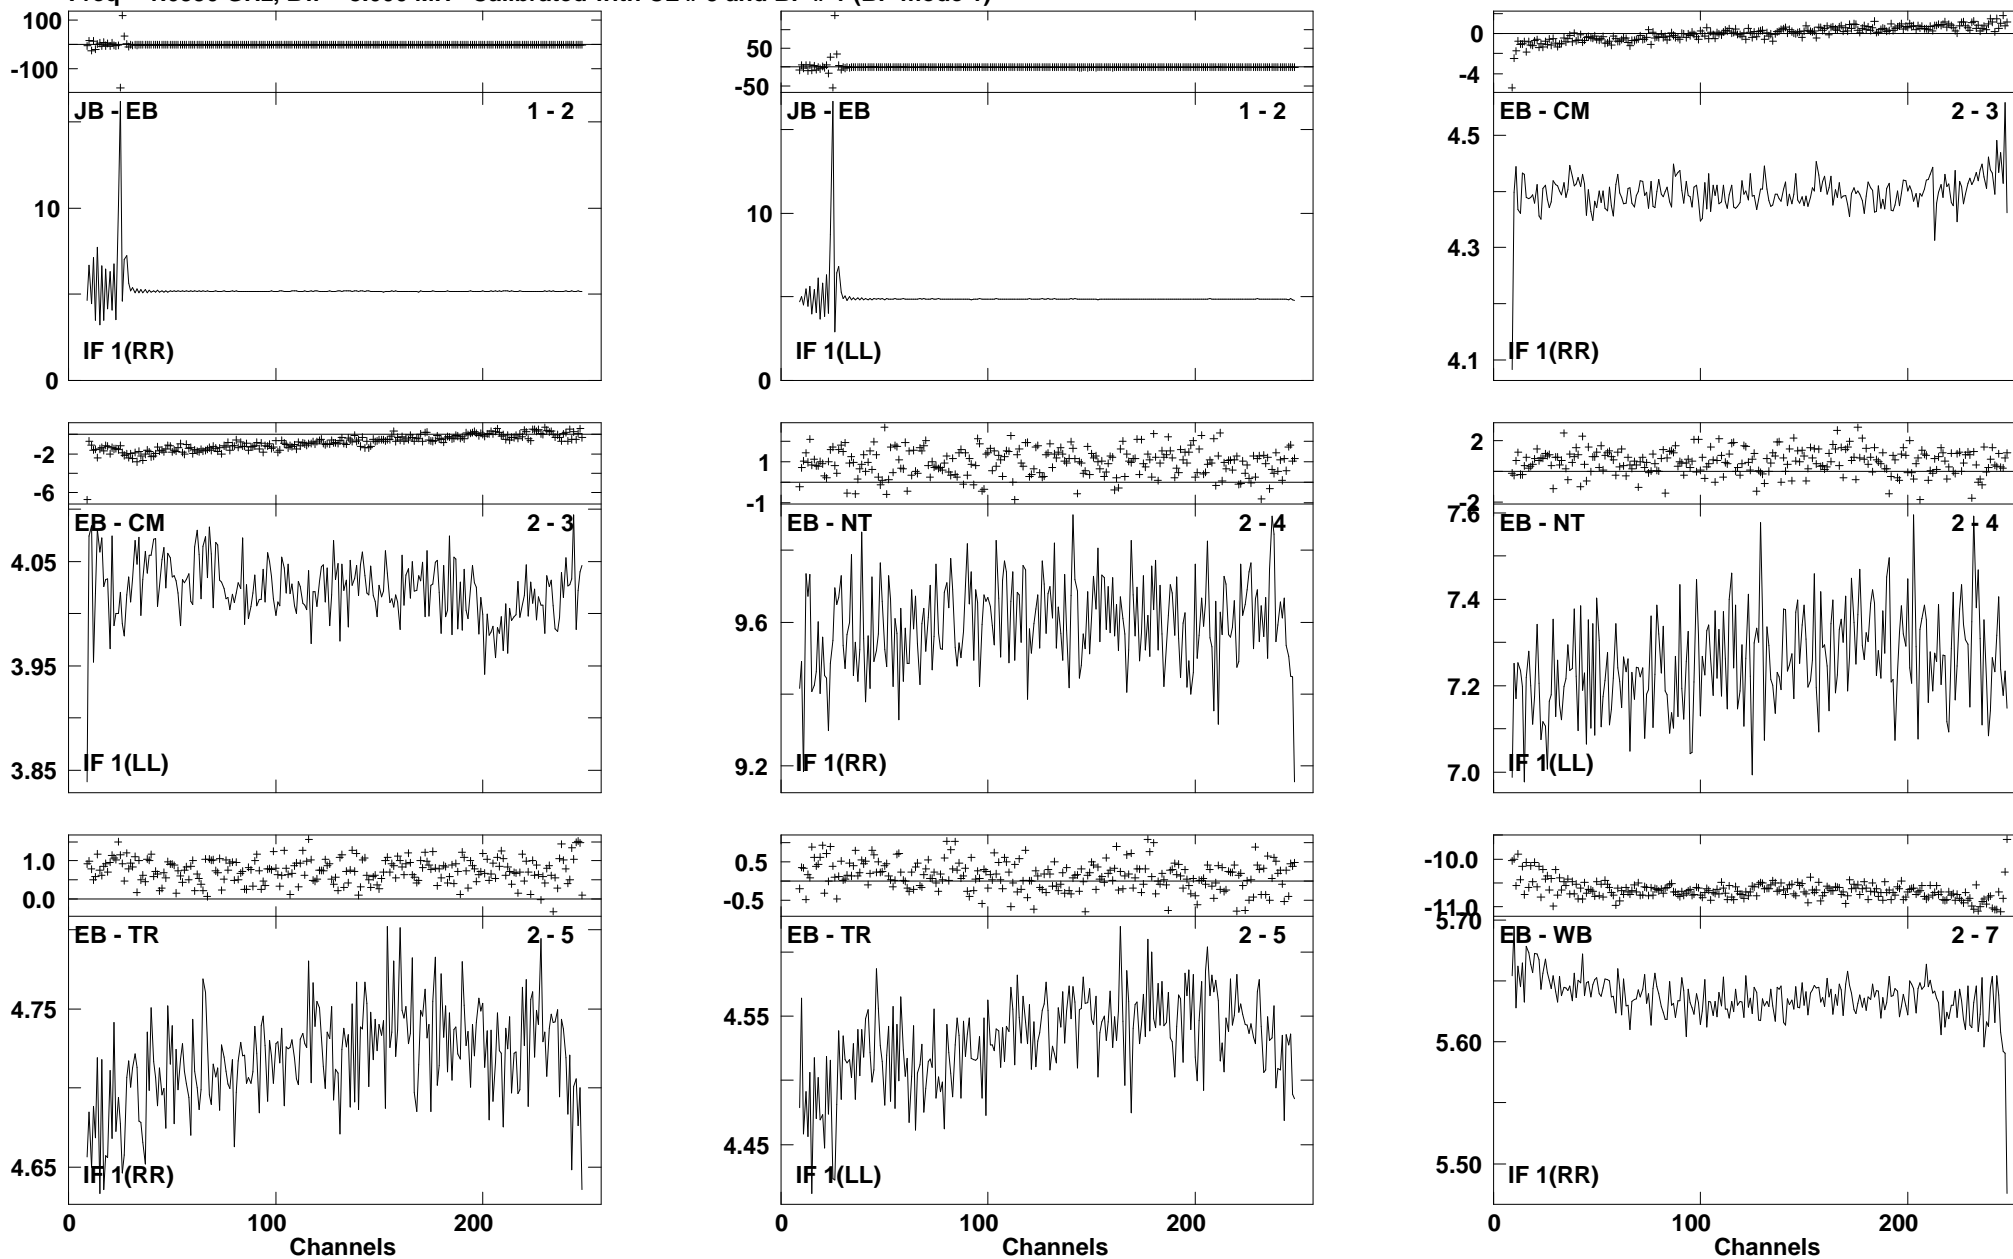 100
-100
JB - EB 1 - 2
10
0
IF 1(RR)
50
-50
JB - EB 1 - 2
10
0
IF 1(LL)
0
-4
EB - CM 2 - 3
4.5
4.3
4.1
IF 1(RR)
-2
-6
EB - CM 2 - 3
4.05
3.95
3.85
IF 1(LL)
1
-1
EB - NT 2 - 4
9.6
9.2
IF 1(RR)
2
-2
7.6
EB - NT 2 - 4
7.4
7.2
7.0
IF 1(LL)
1.0
0.0
EB - TR 2 - 5
4.75
4.65
IF 1(RR)
0 100 200
Channels
0.5
-0.5
EB - TR 2 - 5
4.55
4.45
IF 1(LL)
0 100 200
Channels
-10.0
-11.0
5.70
EB - WB 2 - 7
5.60
5.50
IF 1(RR)
0 100 200
Channels